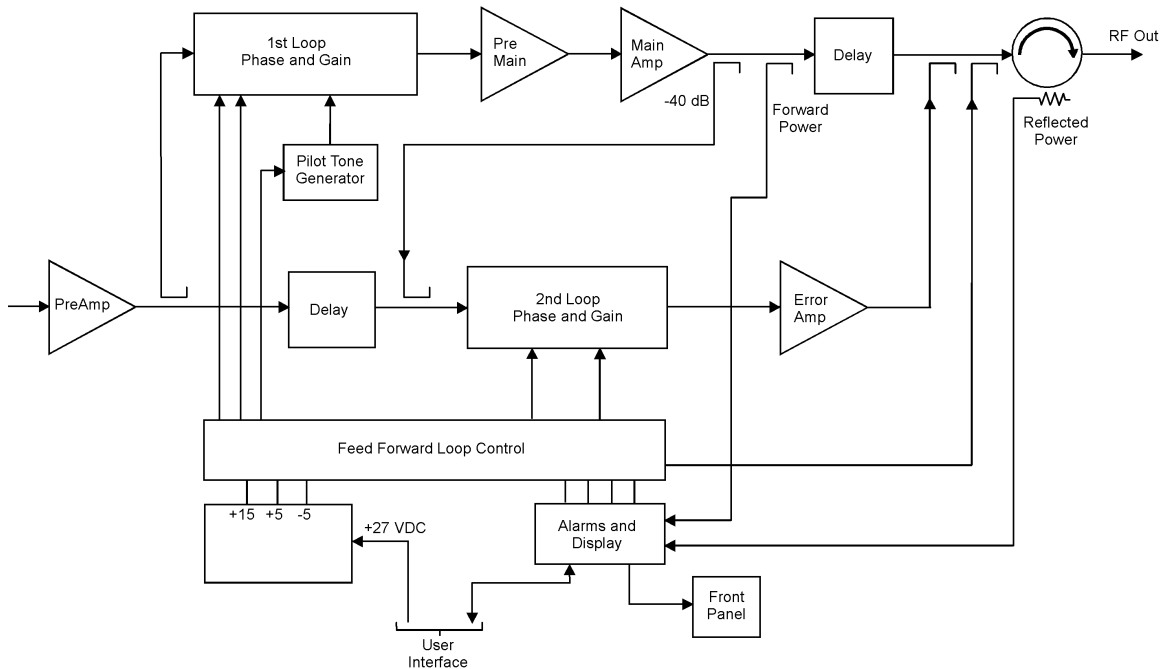 1st Loop
Phase and Gain
Pre
Main
Main
Amp
Delay
RF Out
-40 dB
Forward
Power
Reflected
Power
Pilot Tone
Generator
PreAmp
Delay
2nd Loop
Phase and Gain
Error
Amp
Feed Forward Loop Control
+15 +5 -5
+27 VDC
Alarms and
Display
Front
Panel
User
Interface